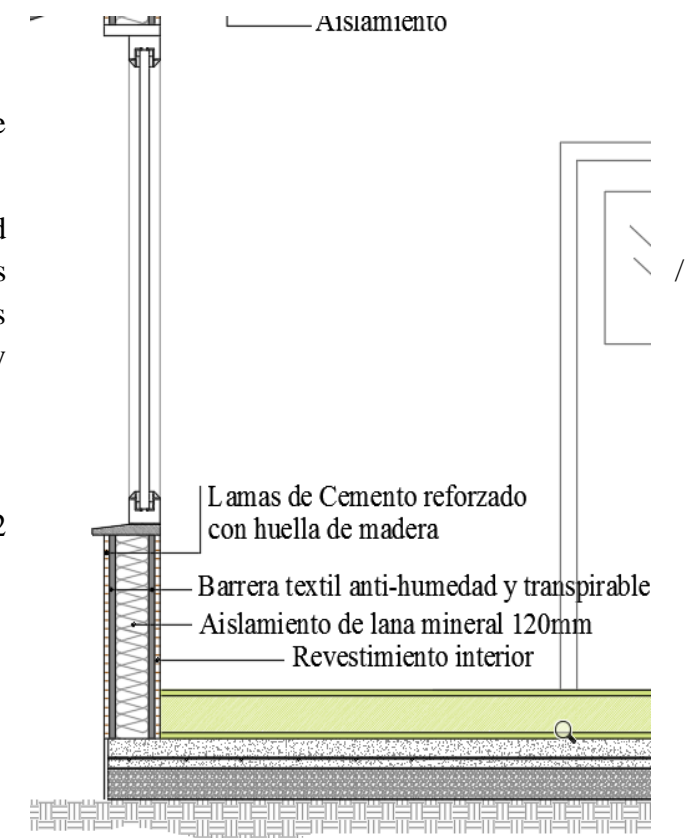 Aislamiento
e
d
s
/
s
y
Lamas de Cemento reforzado
2
con huella de madera
Barrera textil anti-humedad y transpirable
Aislamiento de lana mineral 120mm
Revestimiento interior